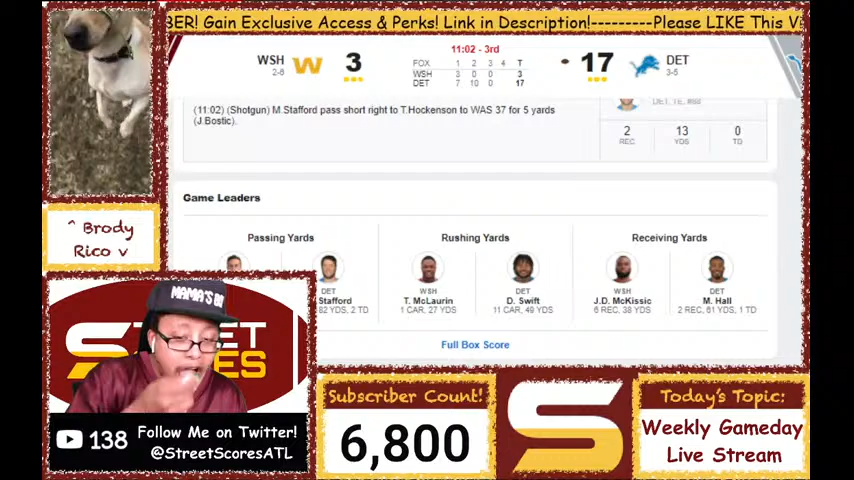 BER! Gain Exclusive Access & Perks! Link in Description!---------Please LIKE This Vi
WSH
2-6
3
11:02 - 3rd
FOX 1 2 3 4 T
WSH 3 0 0 3
DET 7 10 0 17
17
DET
3-5
(11:02) (Shotgun) M.Stafford pass short right to T.Hockenson to WAS 37 for 5 yards
(J.Bostic).
DET, TE, #88
2 13 0
REC YDS TD
Game Leaders
Passing Yards Rushing Yards Receiving Yards
DET WSH DET WSH DET
Stafford T. McLaurin D. Swift J.D. McKissic M. Hall
82 YDS, 2 TD 1 CAR, 27 YDS 11 CAR, 49 YDS 6 REC, 38 YDS 2 REC, 61 YDS, 1 TD
Full Box Score
^ Brody
Rico v
MAMA'S
138
Follow Me on Twitter!
@StreetScoresATL
Subscriber Count!
6,800
Today's Topic:
Weekly Gameday
Live Stream